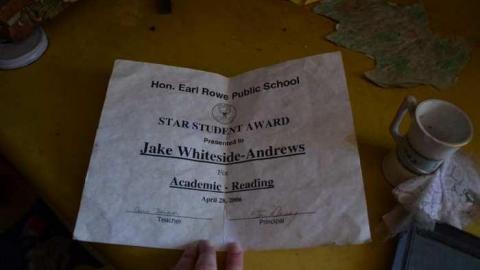 Hon. Earl Rowe Public School
STAR STUDENT AWARD
Presented to
Jake Whiteside-Andrews
For
Academic - Reading
April 28, 2006
Teacher
Principal